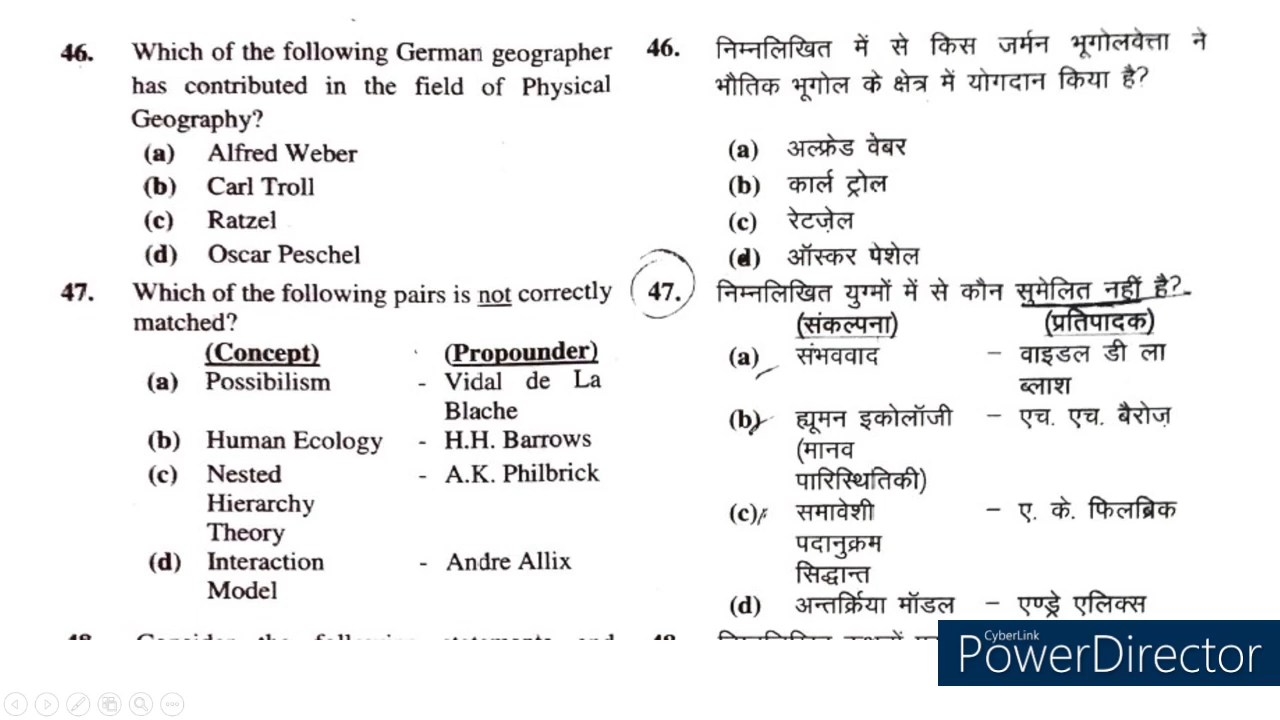 46. Which of the following German geographer
has contributed in the field of Physical
Geography?
(a) Alfred Weber
(b) Carl Troll
(c) Ratzel
(d) Oscar Peschel
47. Which of the following pairs is not correctly
matched?
(Concept) (Propounder)
(a) Possibilism - Vidal de La
Blache
(b) Human Ecology - H.H. Barrows
(c) Nested - A.K. Philbrick
Hierarchy
Theory
(d) Interaction - Andre Allix
Model
46. निम्नलिखित में से किस जर्मन भूगोलवेत्ता ने
भौतिक भूगोल के क्षेत्र में योगदान किया है?
(a) अल्फ्रेड वेबर
(b) कार्ल ट्रोल
(c) रेटज़ेल
(d) ऑस्कर पेशेल
47. निम्नलिखित युग्मों में से कौन सुमेलित नहीं है?
(संकल्पना) (प्रतिपादक)
(a) संभववाद – वाइडल डी ला
ब्लाश
(b) ह्यूमन इकोलॉजी – एच. एच. बैरोज़
(मानव
पारिस्थितिकी)
(c) समावेशी – ए. के. फिलब्रिक
पदानुक्रम
सिद्धान्त
(d) अन्तर्क्रिया मॉडल – एण्ड्रे एलिक्स
CyberLink
PowerDirector